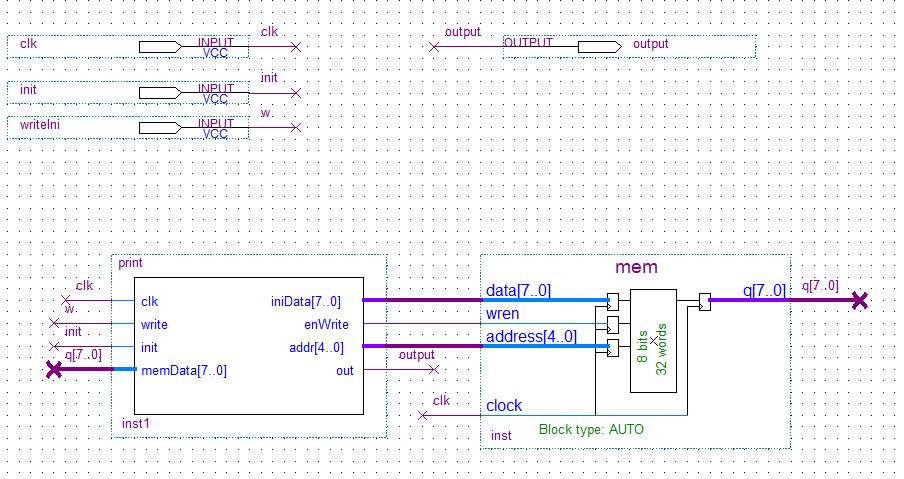 clk INPUT VCC clk output OUTPUT output
init INPUT VCC init
writeIni INPUT VCC w
print mem
clk clk iniData[7..0] data[7..0] q[7..0] q[7..0]
w write enWrite wren
init init addr[4..0] address[4..0]
q[7..0] memData[7..0] out output
8 bits
32 words
clk clock
inst1 inst Block type: AUTO